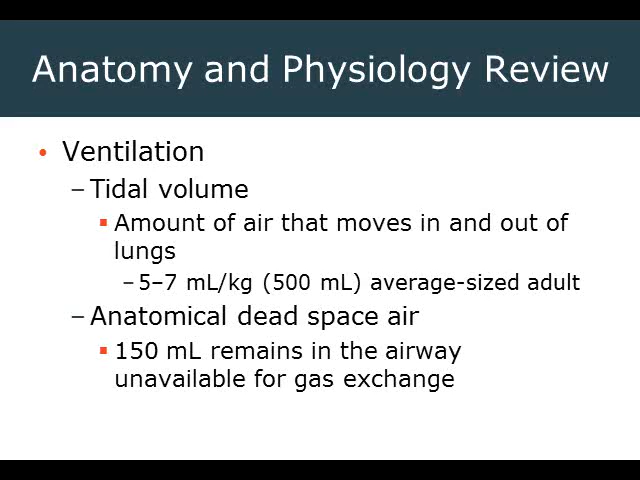 Anatomy and Physiology Review
• Ventilation
– Tidal volume
▪ Amount of air that moves in and out of
lungs
– 5–7 mL/kg (500 mL) average-sized adult
– Anatomical dead space air
▪ 150 mL remains in the airway
unavailable for gas exchange